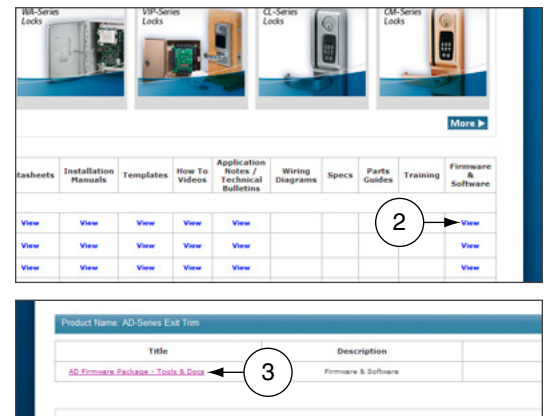 WA-Series
Locks
VIP-Series
Locks
CL-Series
Locks
CM-Series
Locks
More
tasheets Installation Manuals Templates How To Videos Application Notes / Technical Bulletins Wiring Diagrams Specs Parts Guides Training Firmware & Software
View View View View View View
View View View View View View
View View View View View View
2
Product Name: AD-Series Exit Trim
Title Description
AD Firmware Package - Tools & Docs Firmware & Software
3